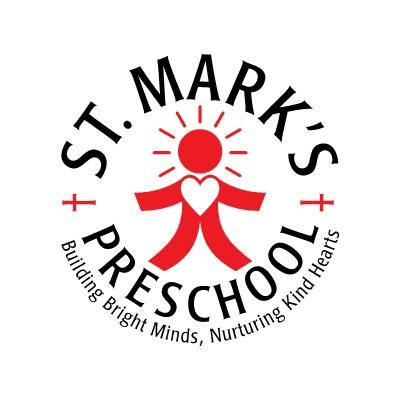 ST. MARK'S
PRESCHOOL
Building Bright Minds, Nurturing Kind Hearts